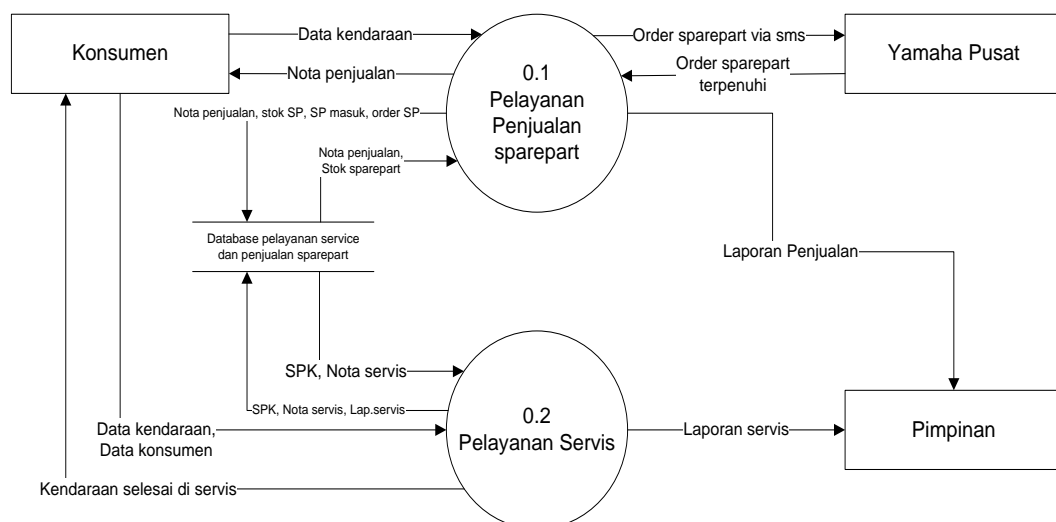 Konsumen
Data kendaraan
Nota penjualan
0.1
Pelayanan
Penjualan
sparepart
Order sparepart via sms
Order sparepart
terpenuhi
Yamaha Pusat
Nota penjualan, stok SP, SP masuk, order SP
Nota penjualan,
Stok sparepart
Database pelayanan service
dan penjualan sparepart
Laporan Penjualan
SPK, Nota servis
SPK, Nota servis, Lap.servis
Data kendaraan,
Data konsumen
0.2
Pelayanan Servis
Laporan servis
Pimpinan
Kendaraan selesai di servis